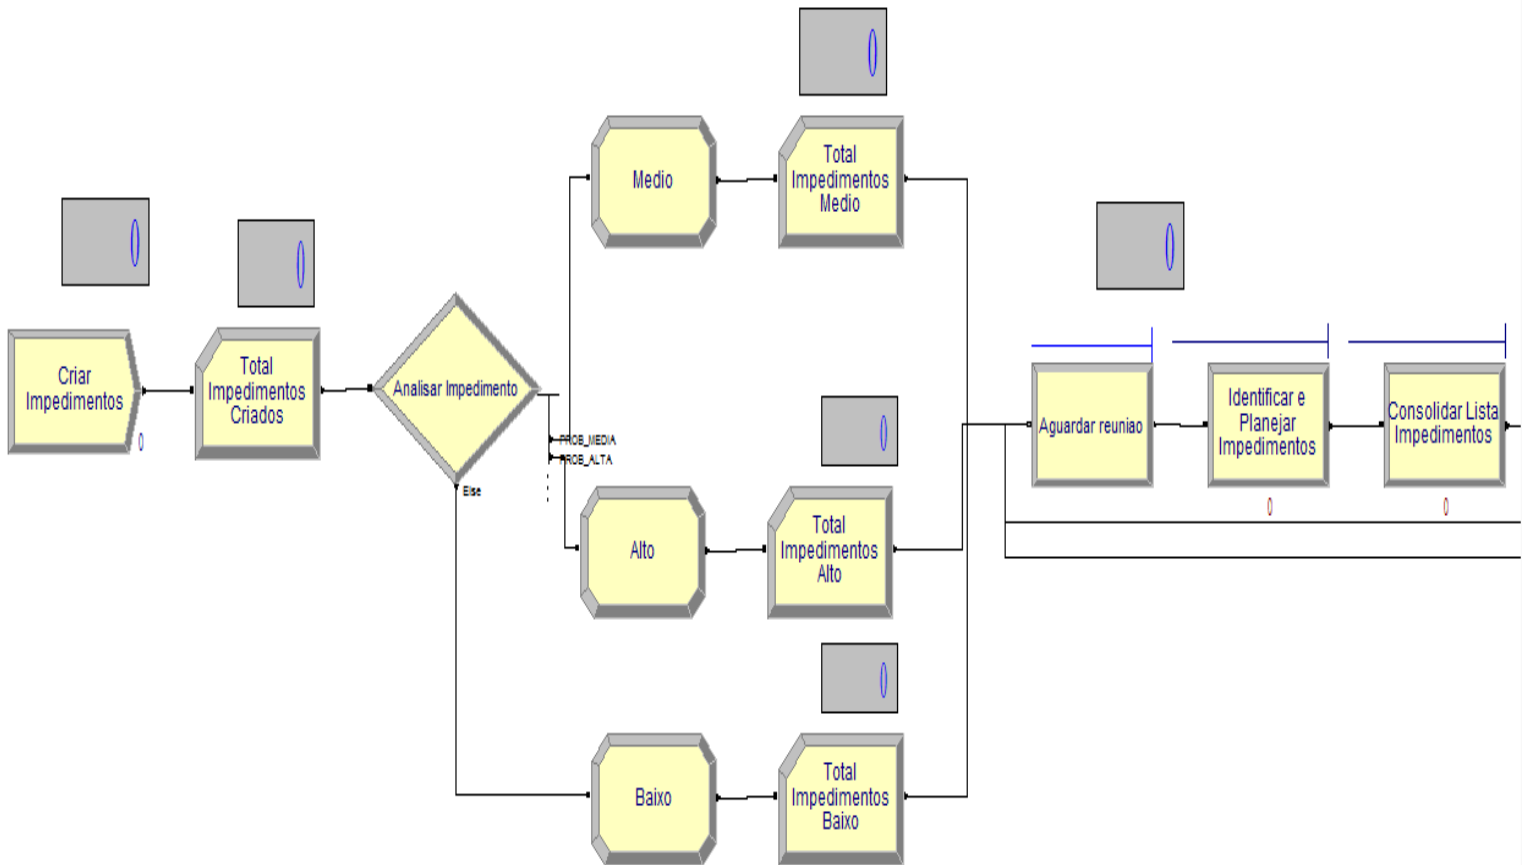 0
Medio
Total
Impedimentos
Medio
0
0
0
Criar
Impedimentos
0
Total
Impedimentos
Criados
Analisar Impedimento
PROB_MEDIA
PROB_ALTA
Else
0
Aguardar reuniao
Identificar e
Planejar
Impedimentos
0
Consolidar Lista
Impedimentos
0
0
Alto
Total
Impedimentos
Alto
0
Baixo
Total
Impedimentos
Baixo